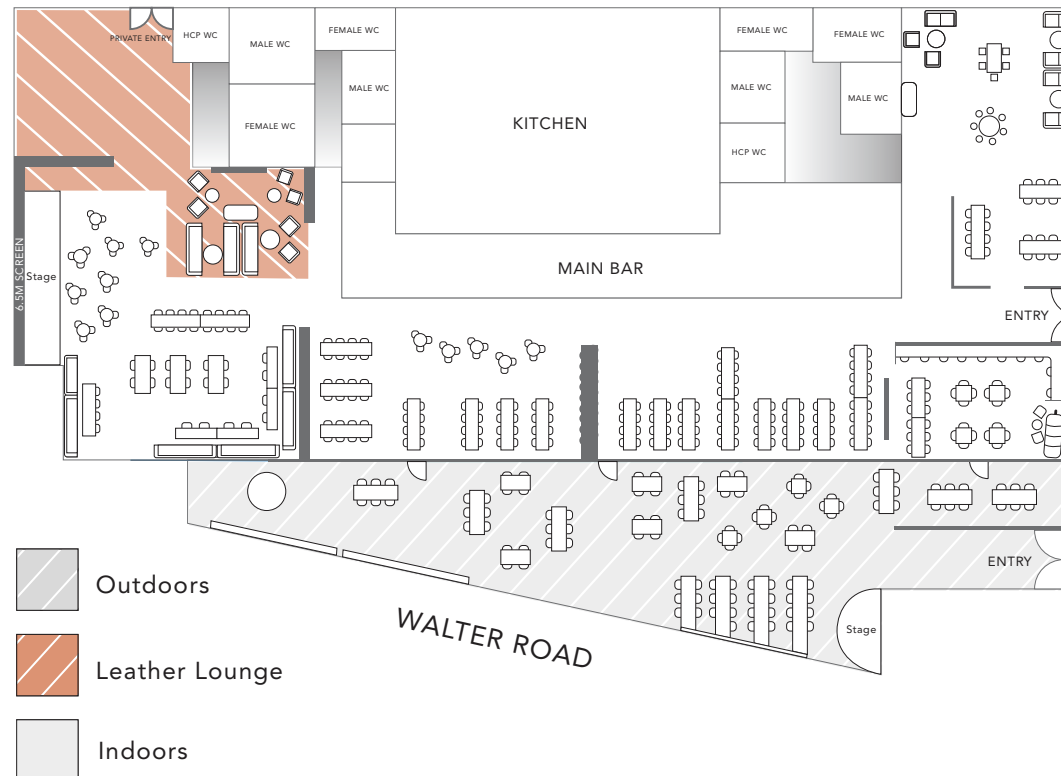 PRIVATE ENTRY
HCP WC
MALE WC
FEMALE WC
FEMALE WC
MALE WC
KITCHEN
FEMALE WC
FEMALE WC
MALE WC
MALE WC
HCP WC
6.5M SCREEN
Stage
MAIN BAR
ENTRY
ENTRY
Stage
WALTER ROAD
Outdoors
Leather Lounge
Indoors